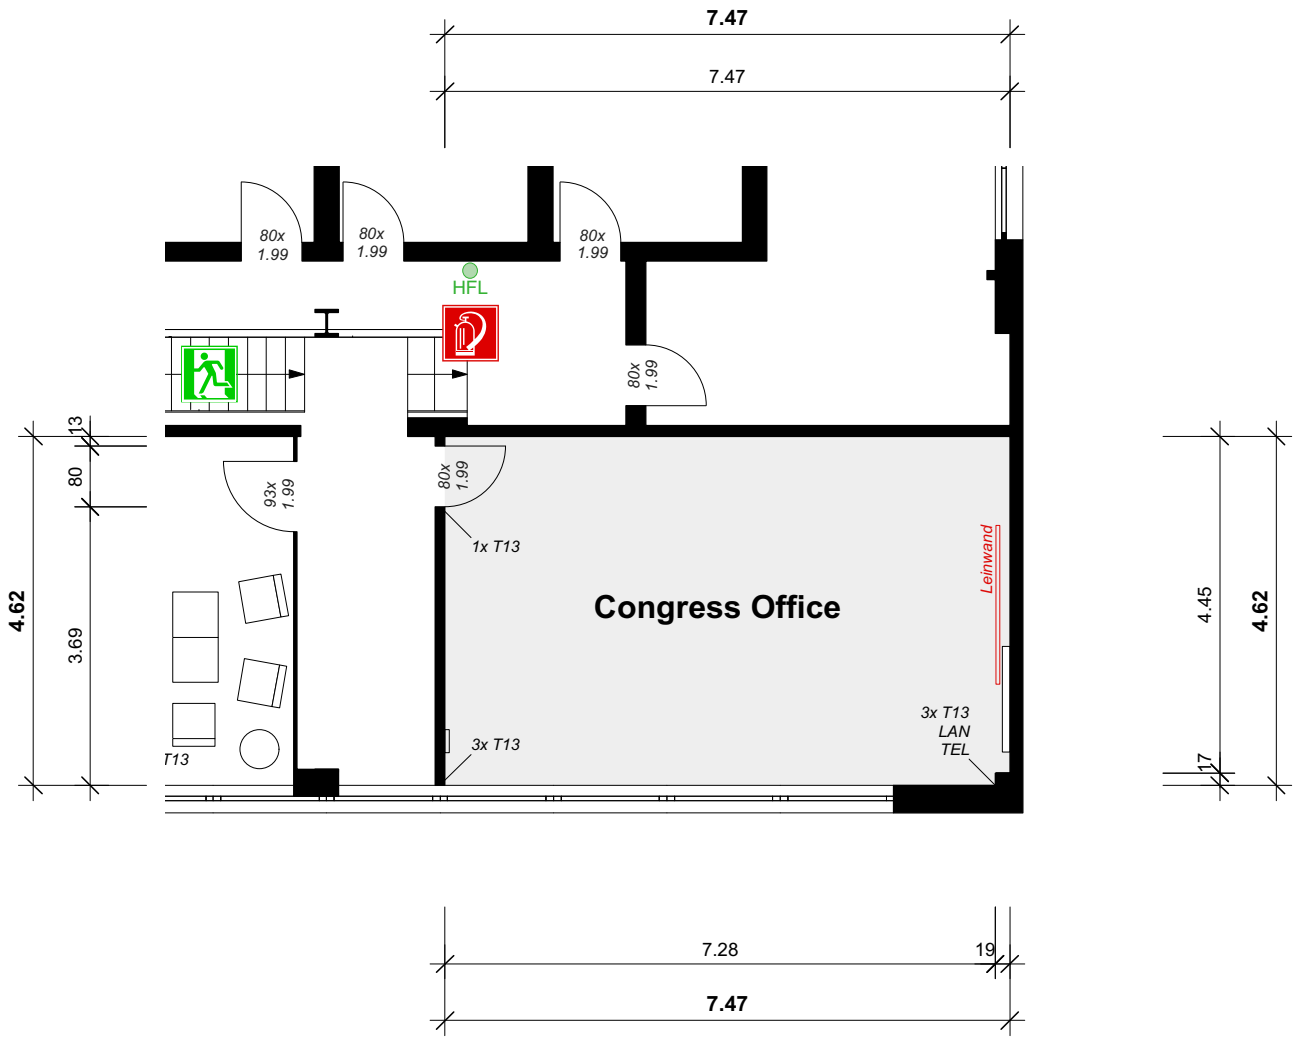 7.47
7.47
80x
1.99
80x
1.99
80x
1.99
HFL
80x
1.99
13
80
3.69
4.62
93x
1.99
80x
1.99
1x T13
Leinwand
Congress Office
4.45
4.62
17
3x T13
LAN
TEL
3x T13
T13
7.28
19
7.47